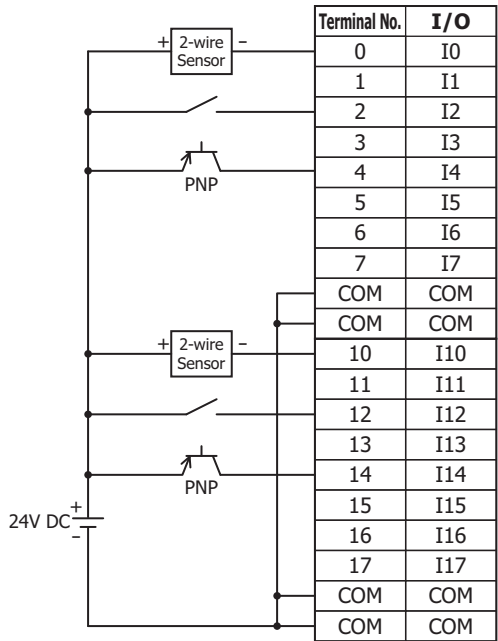 Terminal No. I/O
+ 2-wire Sensor –
0 I0
1 I1
2 I2
3 I3
PNP
4 I4
5 I5
6 I6
7 I7
COM COM
COM COM
+ 2-wire Sensor –
10 I10
11 I11
12 I12
13 I13
PNP
14 I14
15 I15
24V DC + –
16 I16
17 I17
COM COM
COM COM